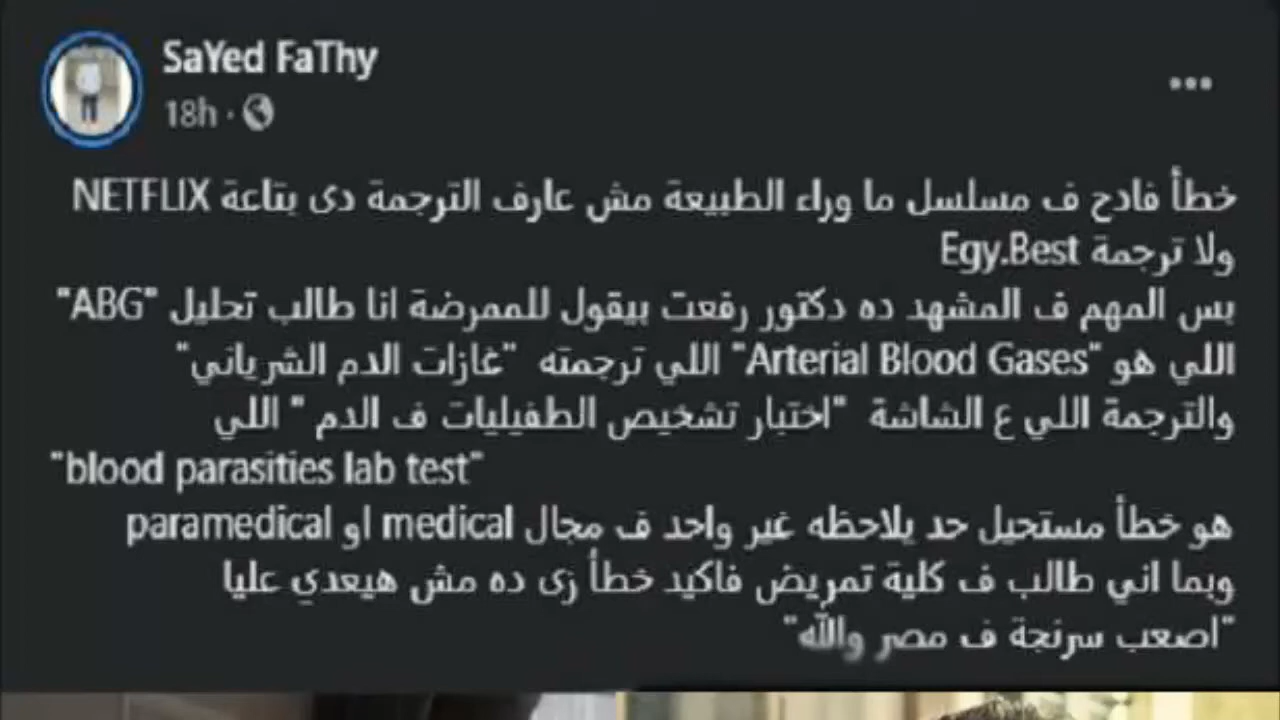 SaYed FaThy
18h
خطأ فادح ف مسلسل ما وراء الطبيعة مش عارف الترجمة دى بتاعة NETFLIX
ولا ترجمة Egy.Best
بس المهم ف المشهد ده دكتور رفعت بيقول للممرضة انا طالب تحليل "ABG"
اللي هو "Arterial Blood Gases" اللي ترجمته "غازات الدم الشرياني"
والترجمة اللي ع الشاشة "اختبار تشخيص الطفيليات ف الدم " اللي
"blood parasities lab test"
هو خطأ مستحيل حد يلاحظه غير واحد ف مجال medical او paramedical
وبما اني طالب ف كلية تمريض فاكيد خطأ زى ده مش هيعدي عليا
"اصعب سرنجة ف مصر والله"